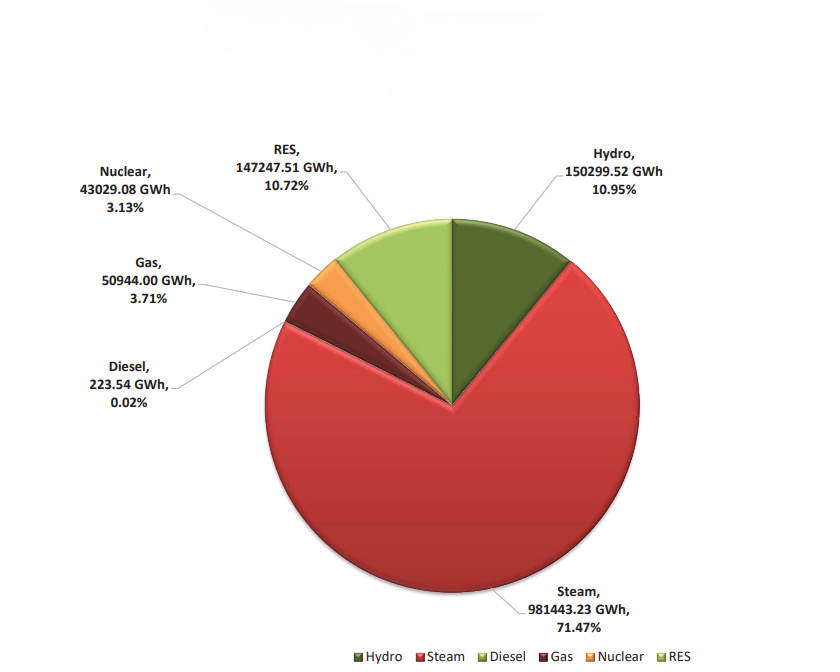 RES,
147247.51 GWh,
10.72%
Hydro,
150299.52 GWh
10.95%
Nuclear,
43029.08 GWh
3.13%
Gas,
50944.00 GWh,
3.71%
Diesel,
223.54 GWh,
0.02%
Steam,
981443.23 GWh,
71.47%
Hydro Steam Diesel Gas Nuclear RES